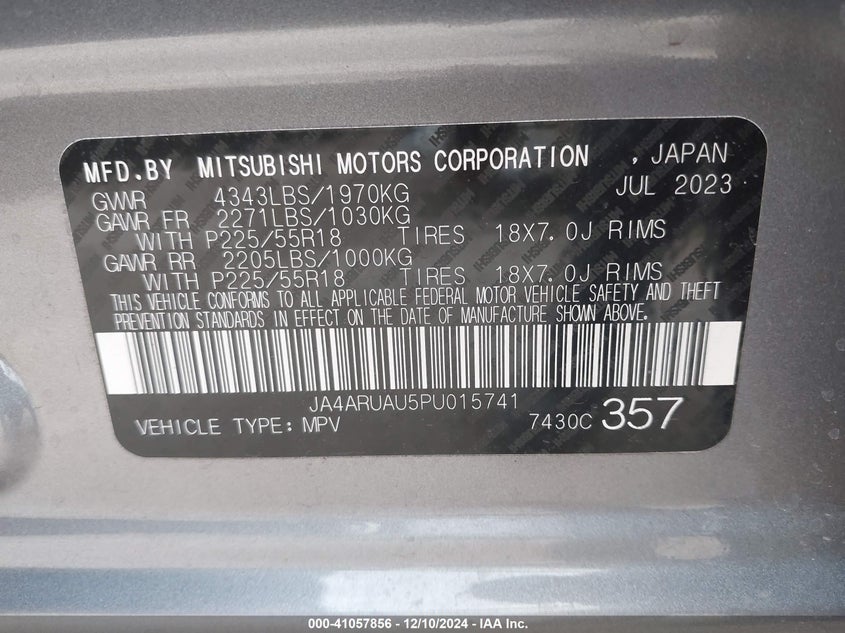 MFD.BY MITSUBISHI MOTORS CORPORATION , JAPAN
JUL 2023
GVWR 4343LBS/1970KG
GAWR FR 2271LBS/1030KG
WITH P225/55R18 TIRES 18X7.0J RIMS
GAWR RR 2205LBS/1000KG
WITH P225/55R18 TIRES 18X7.0J RIMS
THIS VEHICLE CONFORMS TO ALL APPLICABLE FEDERAL MOTOR VEHICLE SAFETY AND THEFT
PREVENTION STANDARDS IN EFFECT ON THE DATE OF MANUFACTURE SHOWN ABOVE.
JA4ARUAU5PU015741
VEHICLE TYPE: MPV 7430C 357
000-41057856 - 12/10/2024 - IAA Inc.